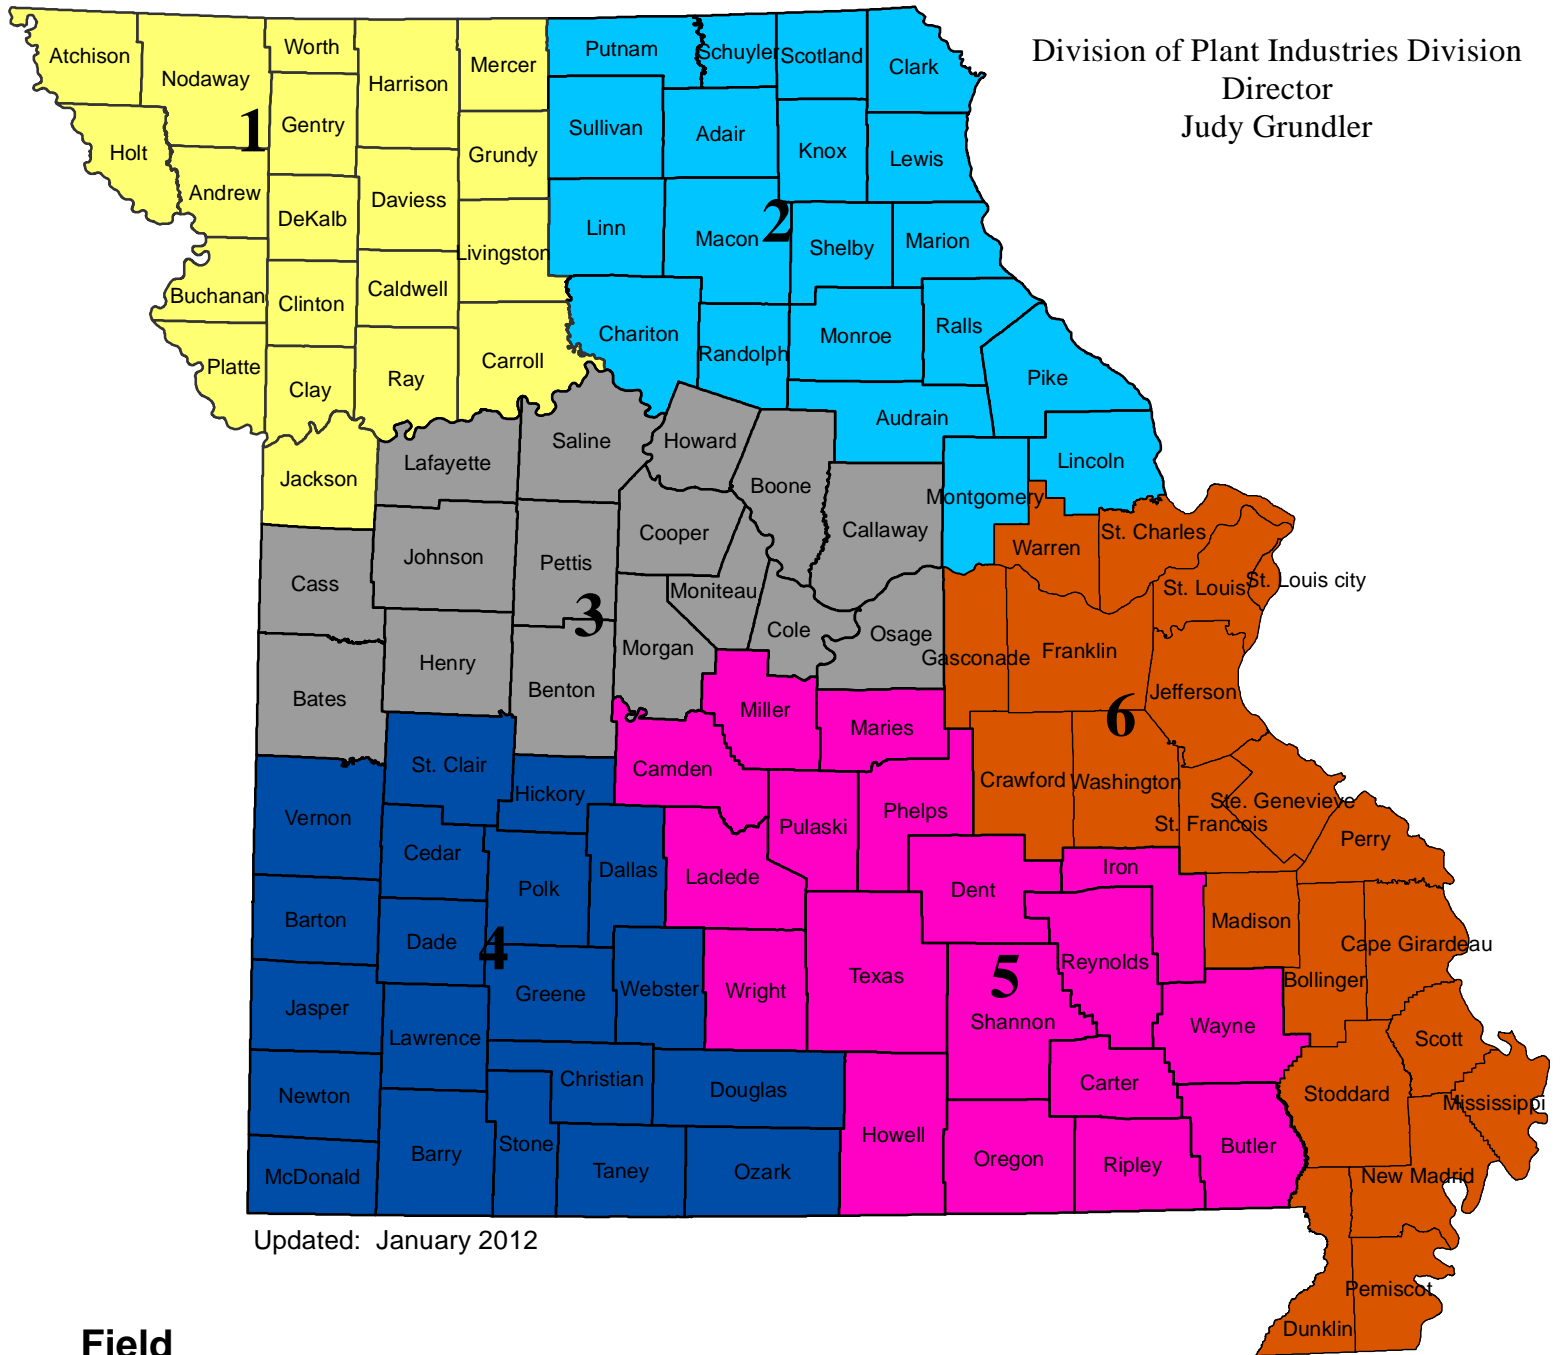 Division of Plant Industries Division
Director
Judy Grundler
Atchison
Nodaway
Worth
Harrison
Mercer
Putnam
Schuyler
Scotland
Clark
Holt
1
Gentry
Grundy
Sullivan
Adair
Knox
Lewis
Andrew
DeKalb
Daviess
Livingston
Linn
Macon
2
Shelby
Marion
Buchanan
Clinton
Caldwell
Chariton
Randolph
Monroe
Ralls
Platte
Clay
Ray
Carroll
Pike
Audrain
Jackson
Lafayette
Saline
Howard
Boone
Lincoln
Montgomery
Callaway
Cooper
Warren
St. Charles
Cass
Johnson
Pettis
3
Moniteau
Cole
Osage
St. Louis
St. Louis city
Bates
Henry
Benton
Morgan
Miller
Maries
Gasconade
Franklin
Jefferson
6
Vernon
St. Clair
Hickory
Camden
Pulaski
Phelps
Crawford
Washington
Ste. Genevieve
St. Francois
Perry
Cedar
Polk
Dallas
Laclede
Dent
Iron
Barton
Dade
4
Madison
Cape Girardeau
Bollinger
Jasper
Lawrence
Greene
Webster
Wright
Texas
5
Shannon
Reynolds
Wayne
Scott
Newton
Christian
Douglas
Carter
Stoddard
Mississippi
McDonald
Barry
Stone
Taney
Ozark
Howell
Oregon
Ripley
Butler
New Madrid
Pemiscot
Dunklin
Updated: January 2012
Field